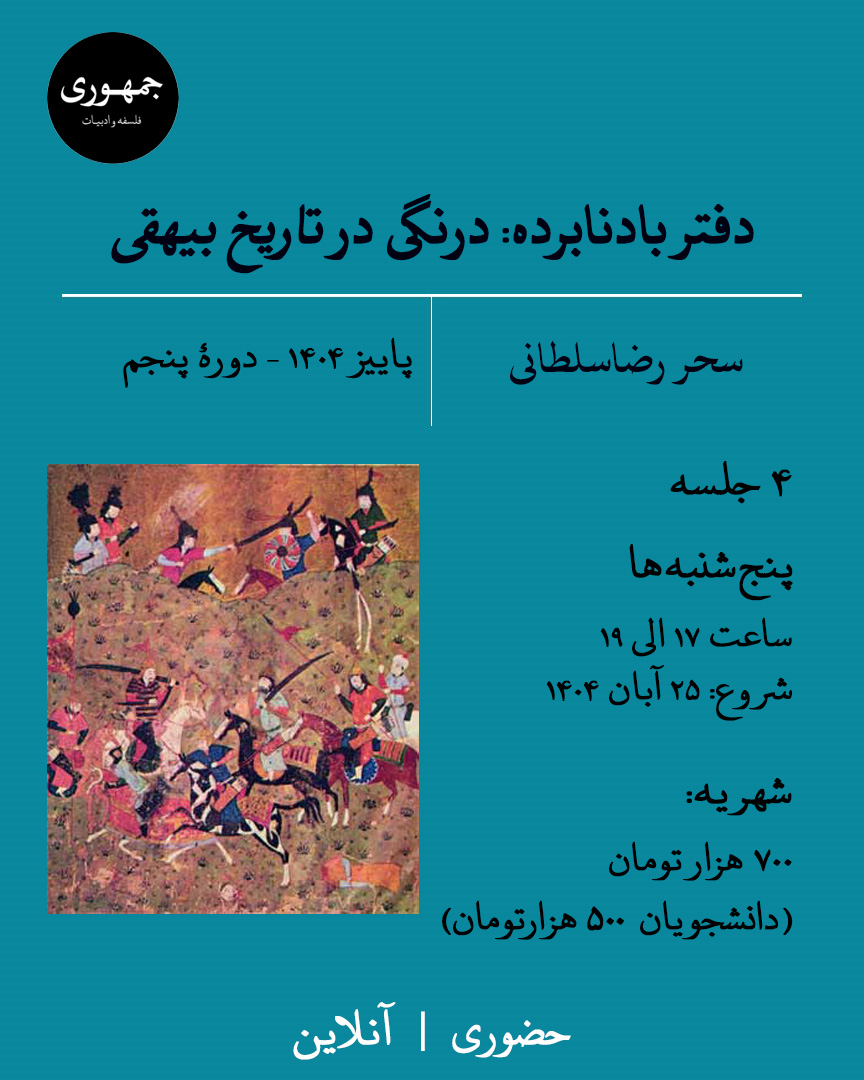 جمهوری
فلسفه و ادبیات
دفتر بادنابرده: درنگی در تاریخ بیهقی
سحر رضاسلطانی
پاییز ۱۴۰۴ - دورهٔ پنجم
۴ جلسه
پنج‌شنبه‌ها
ساعت ۱۷ الی ۱۹
شروع: ۲۵ آبان ۱۴۰۴
شهریه:
۷۰۰ هزار تومان
(دانشجویان ۵۰۰ هزارتومان)
حضوری | آنلاین